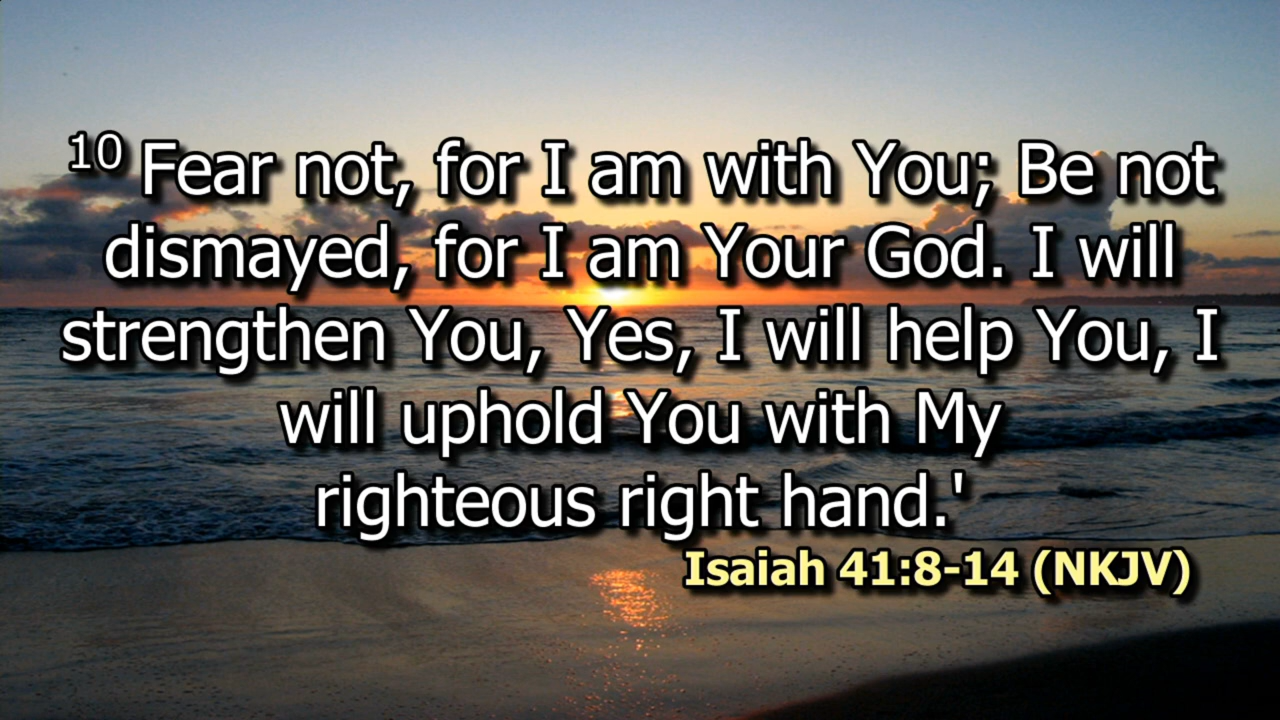 10 Fear not, for I am with You; Be not
dismayed, for I am Your God. I will
strengthen You, Yes, I will help You, I
will uphold You with My
righteous right hand.'
Isaiah 41:8-14 (NKJV)